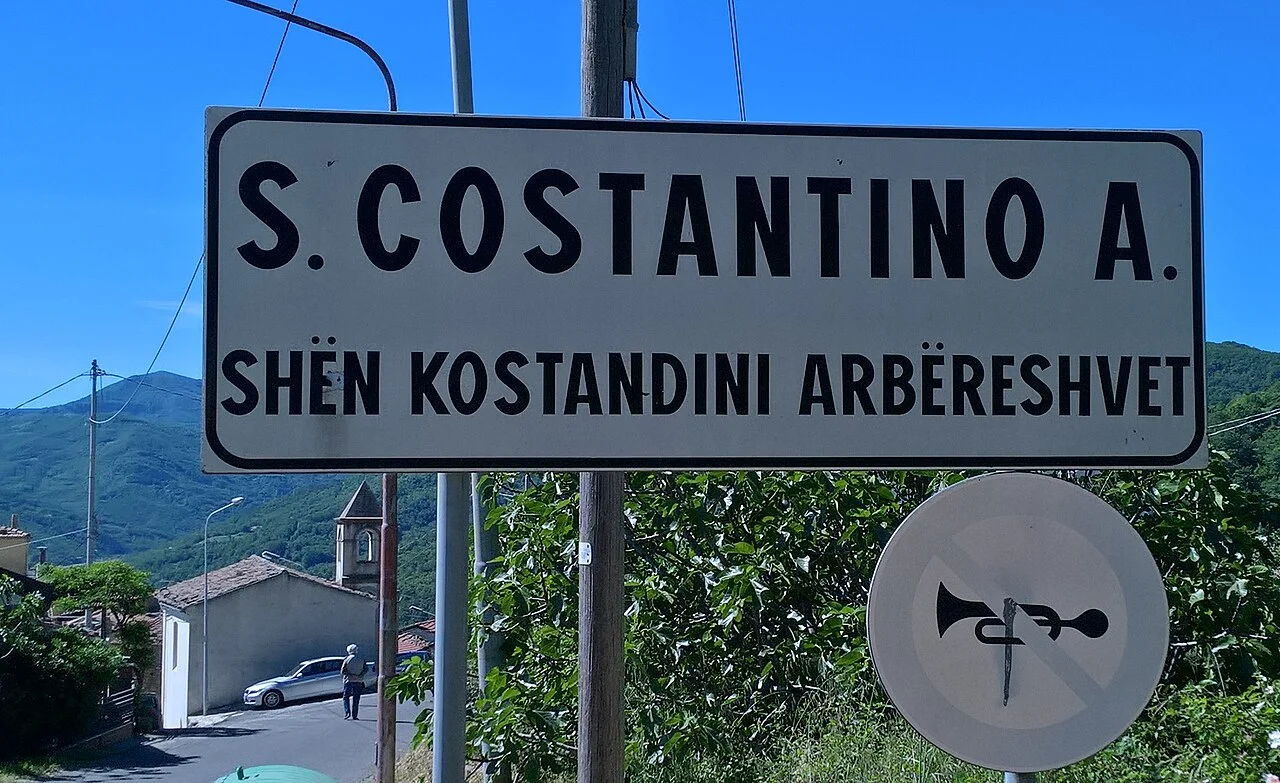 S. COSTANTINO A.
SHËN KOSTANDINI ARBËRESHVET